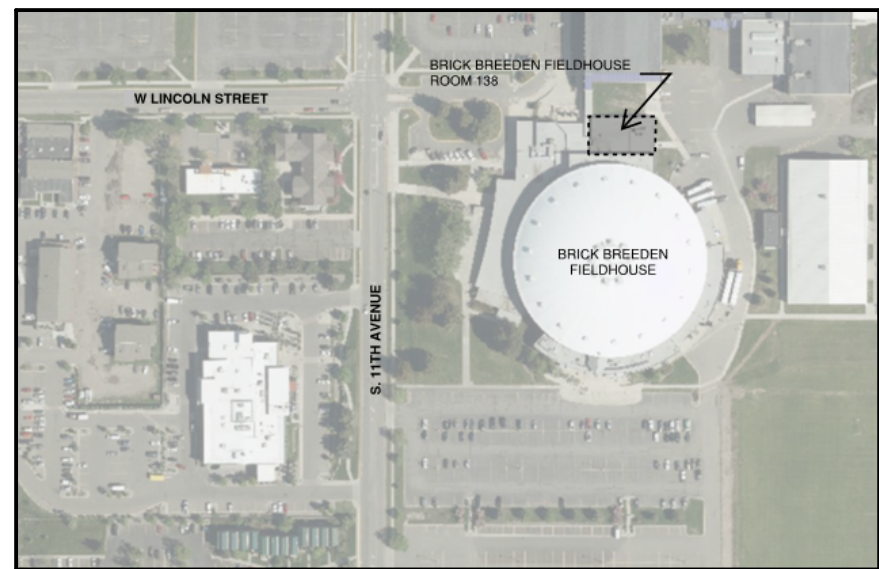 BRICK BREEDEN FIELDHOUSE
ROOM 138
W LINCOLN STREET
BRICK BREEDEN
FIELDHOUSE
S. 11TH AVENUE